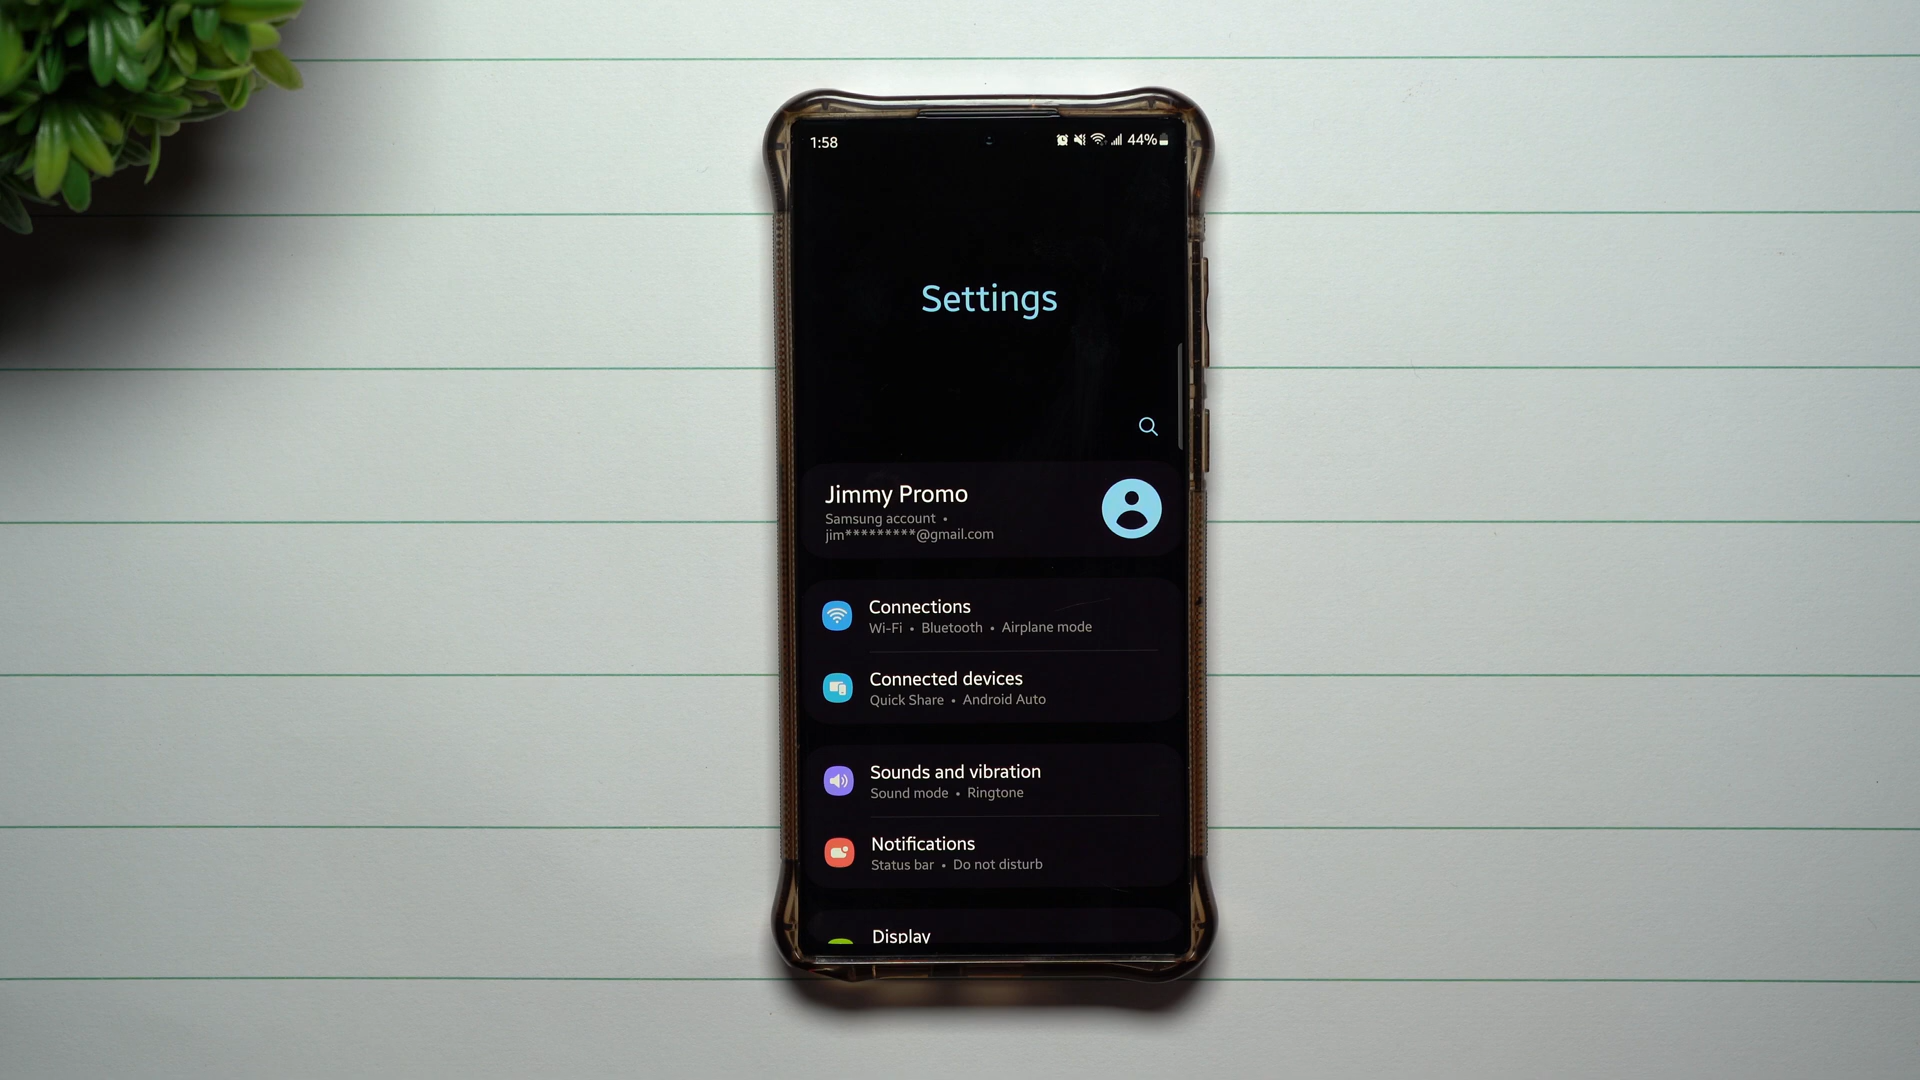 1:58 44%
Settings
Jimmy Promo
Samsung account •
jim*********@gmail.com
Connections
Wi-Fi • Bluetooth • Airplane mode
Connected devices
Quick Share • Android Auto
Sounds and vibration
Sound mode • Ringtone
Notifications
Status bar • Do not disturb
Display